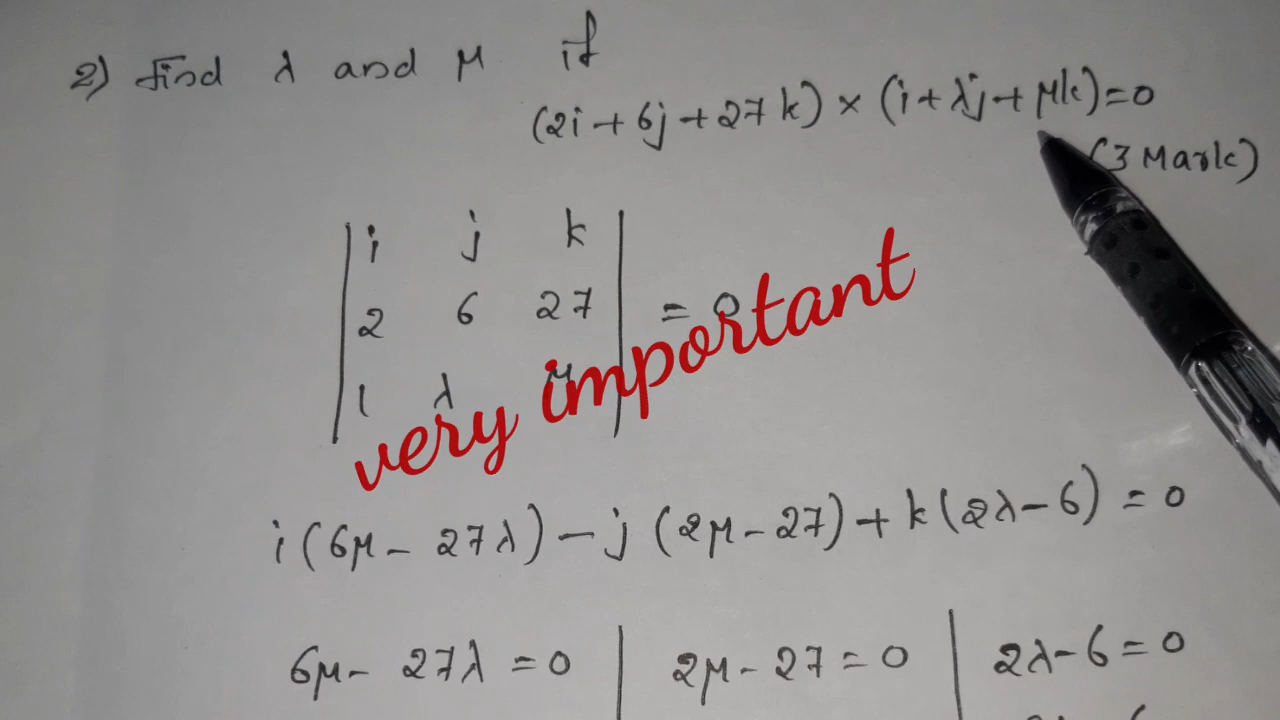 2) find λ and μ if
(2i + 6j + 27k) × (i + λj + μk) = 0
(3 Mark)
i j k
2 6 27 = 0
1 λ μ
very important
i(6μ - 27λ) - j(2μ - 27) + k(2λ - 6) = 0
6μ - 27λ = 0 | 2μ - 27 = 0 | 2λ - 6 = 0